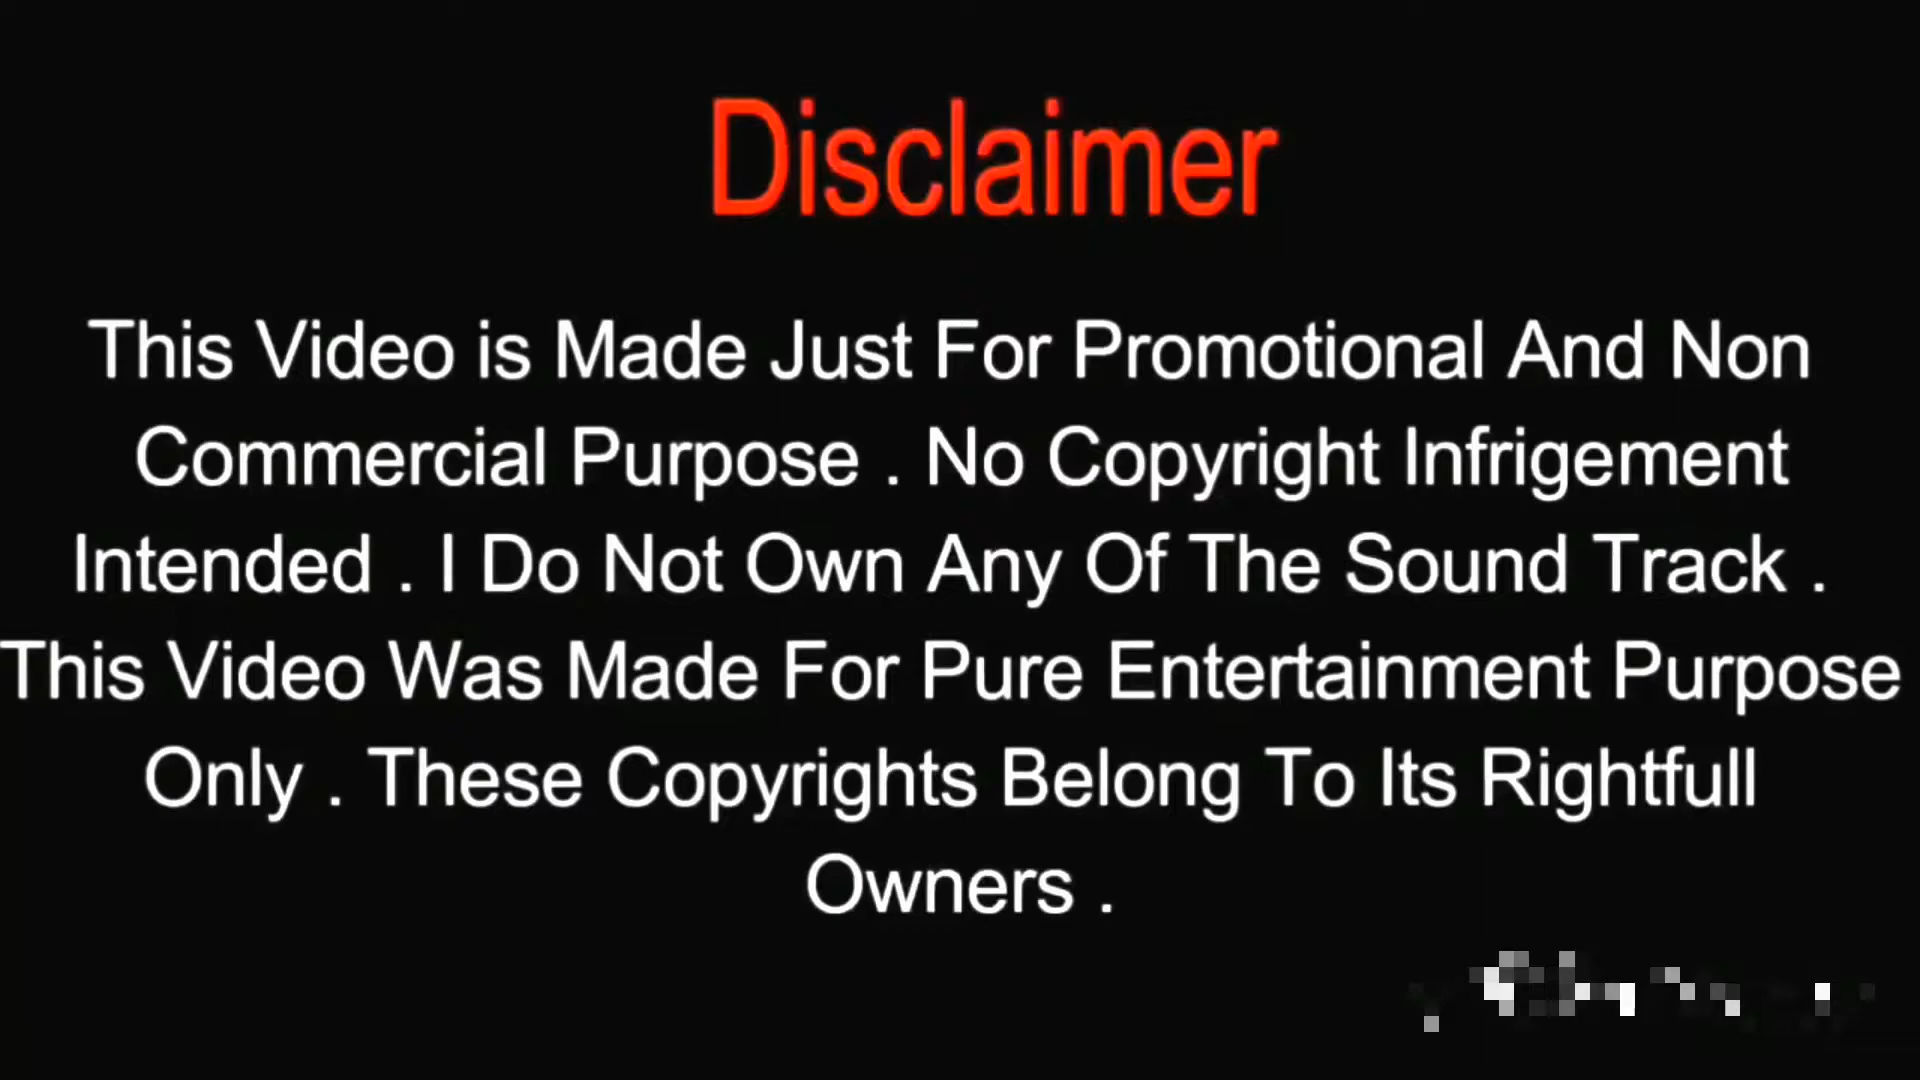 Disclaimer
This Video is Made Just For Promotional And Non
Commercial Purpose . No Copyright Infrigement
Intended . I Do Not Own Any Of The Sound Track .
This Video Was Made For Pure Entertainment Purpose
Only . These Copyrights Belong To Its Rightfull
Owners .